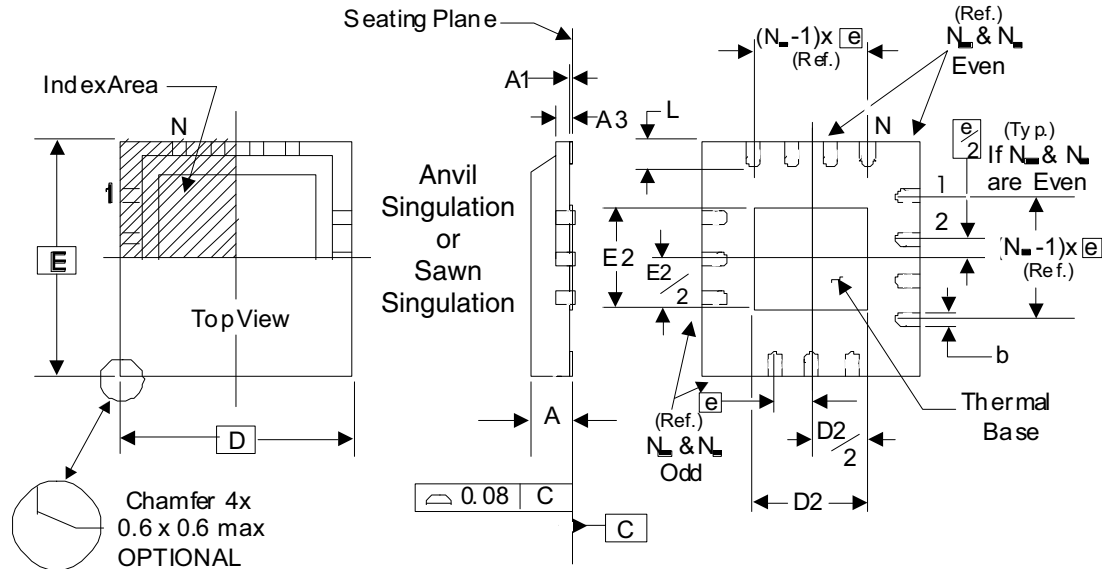 Seating Plane
(N -1)x e
(Ref.)
(Ref.)
N & N
Even
Index Area
A1
A3
L
N
N
e/2
(Typ.)
If N & N
are Even
1
1
2
Anvil
Singulation
or
Sawn
Singulation
E
E2
E2/2
(N -1)x e
(Ref.)
Top View
b
A
e
(Ref.)
N & N
Odd
D2/2
Thermal
Base
D
0.08 C
D2
C
Chamfer 4x
0.6 x 0.6 max
OPTIONAL